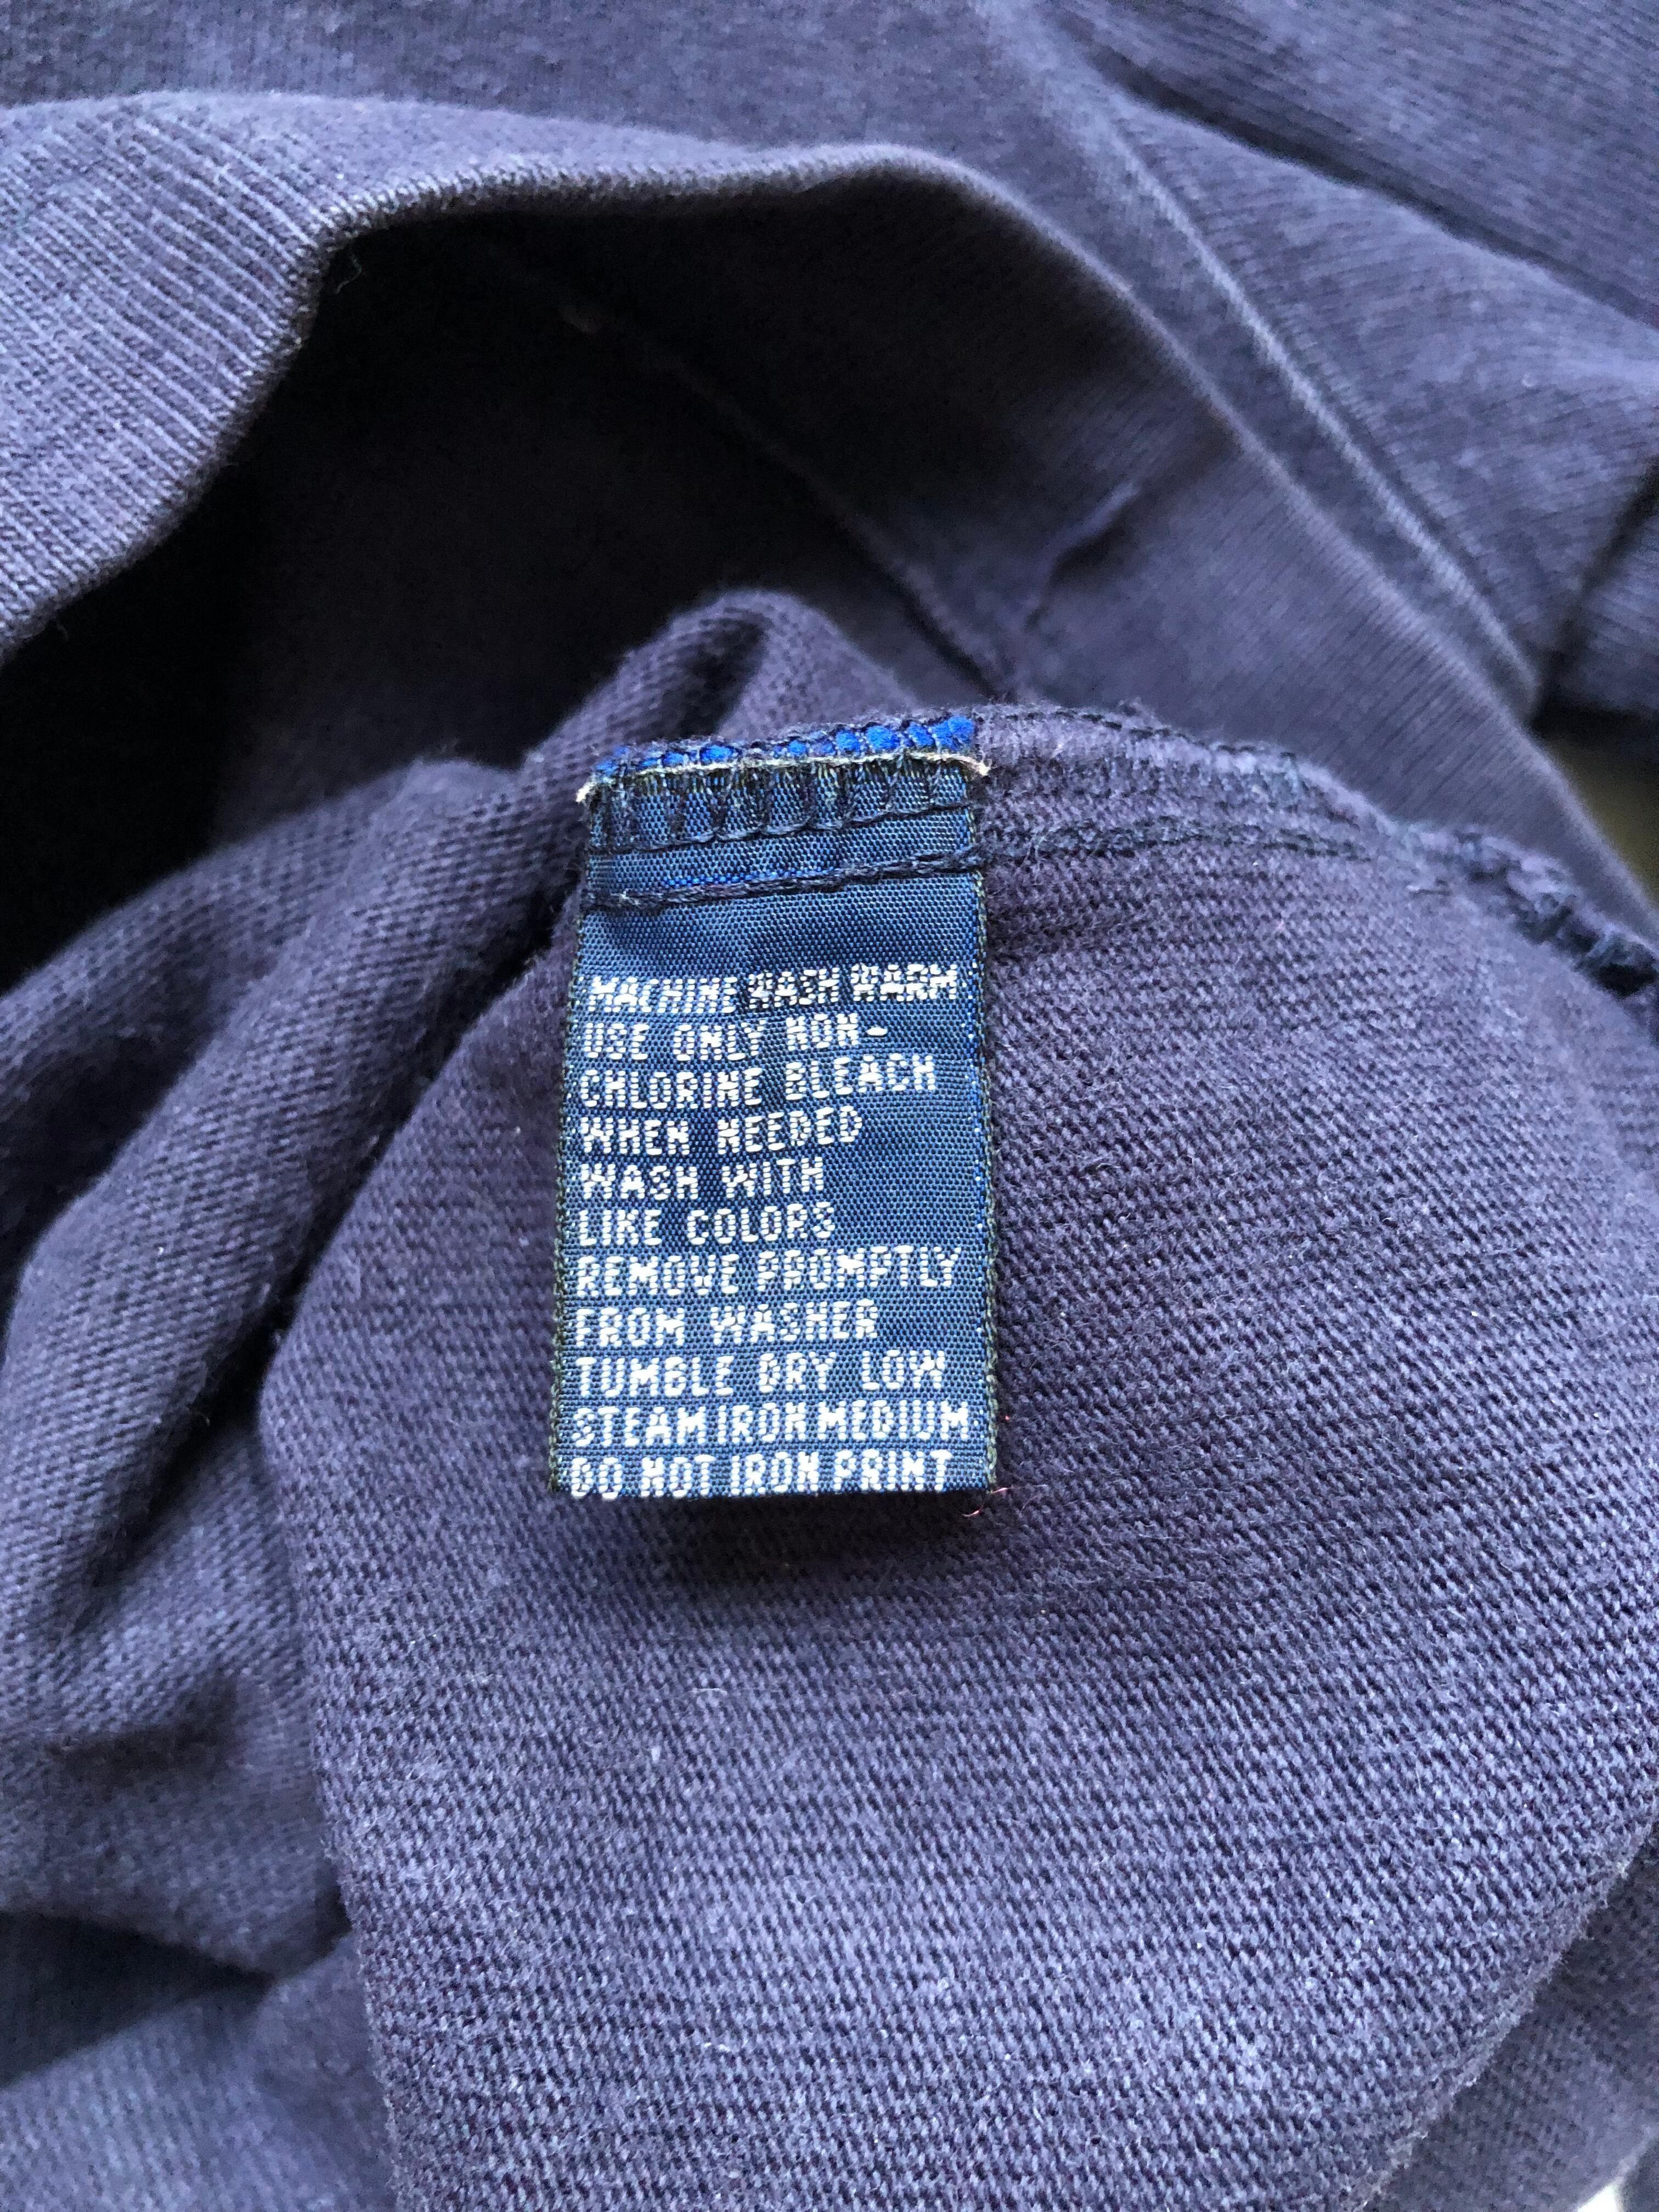 MACHINE WASH WARM
USE ONLY NON-
CHLORINE BLEACH
WHEN NEEDED
WASH WITH
LIKE COLORS
REMOVE PROMPTLY
FROM WASHER
TUMBLE DRY LOW
STEAM IRON MEDIUM
DO NOT IRON PRINT